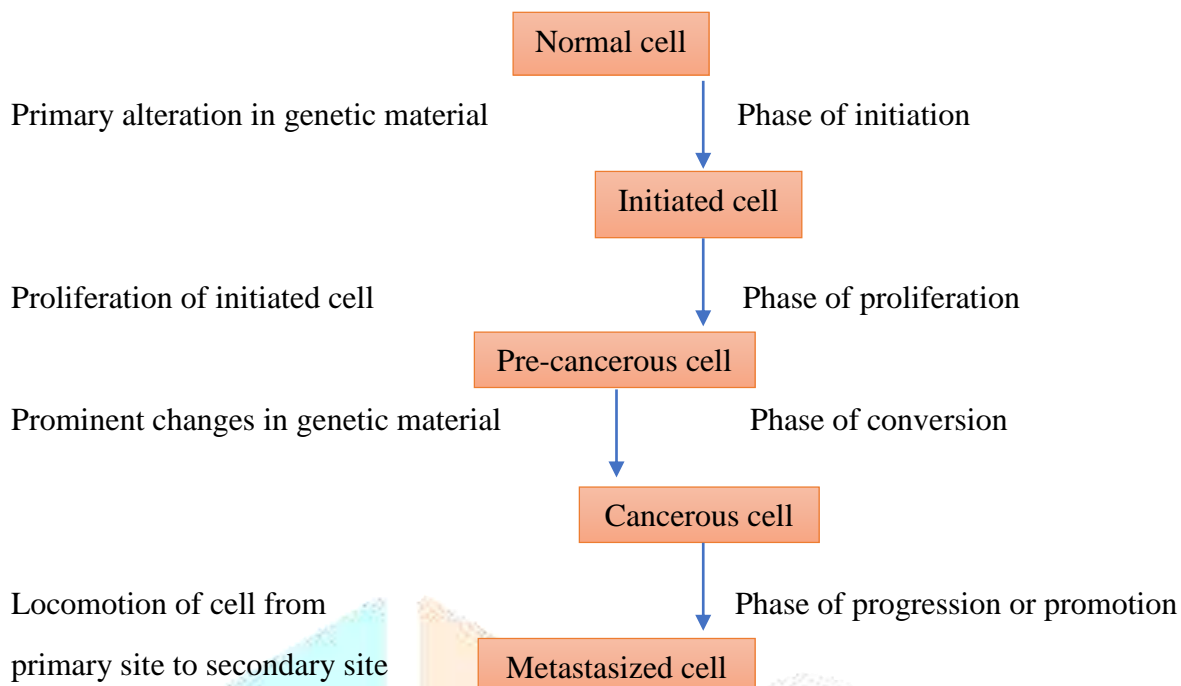 Normal cell
Primary alteration in genetic material
Phase of initiation
Initiated cell
Proliferation of initiated cell
Phase of proliferation
Pre-cancerous cell
Prominent changes in genetic material
Phase of conversion
Cancerous cell
Locomotion of cell from
Phase of progression or promotion
primary site to secondary site
Metastasized cell